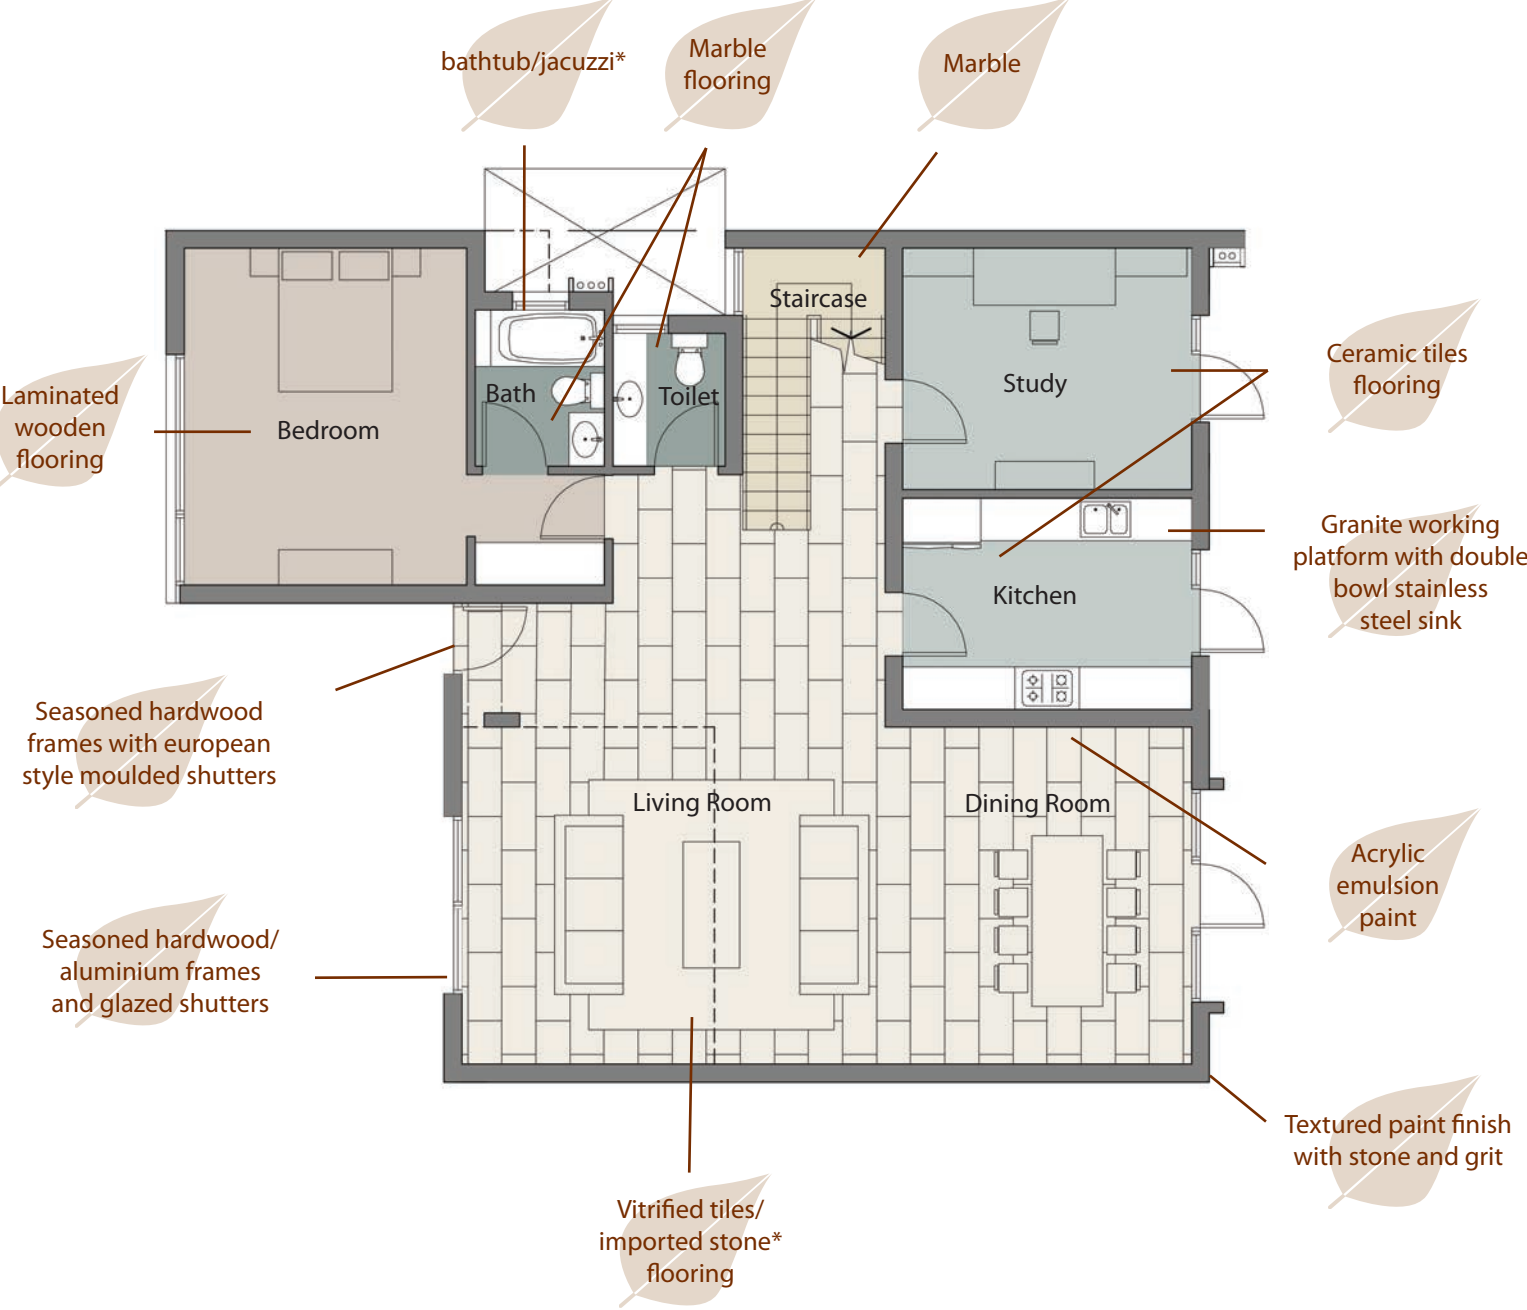 bathtub/jacuzzi*
Marble
flooring
Marble
Staircase
Study
Bath
Toilet
Bedroom
Kitchen
Living Room
Dining Room
Ceramic tiles
flooring
Laminated
wooden
flooring
Granite working
platform with double
bowl stainless
steel sink
Seasoned hardwood
frames with european
style moulded shutters
Acrylic
emulsion
paint
Seasoned hardwood/
aluminium frames
and glazed shutters
Textured paint finish
with stone and grit
Vitrified tiles/
imported stone*
flooring